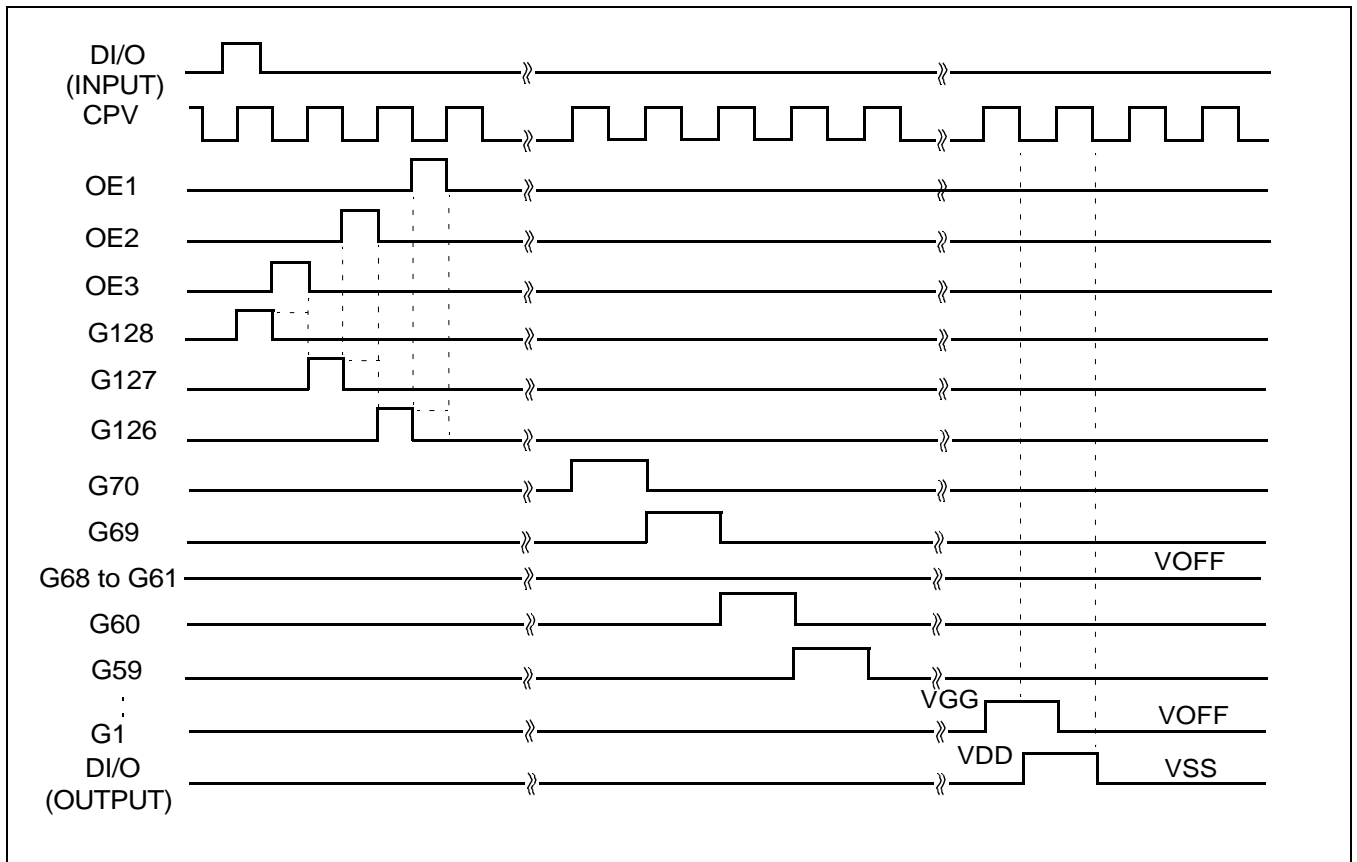 DI/O
(INPUT)
CPV
OE1
OE2
OE3
G128
G127
G126
G70
G69
G68 to G61
VOFF
G60
G59
VGG
G1
VOFF
DI/O
(OUTPUT)
VDD
VSS